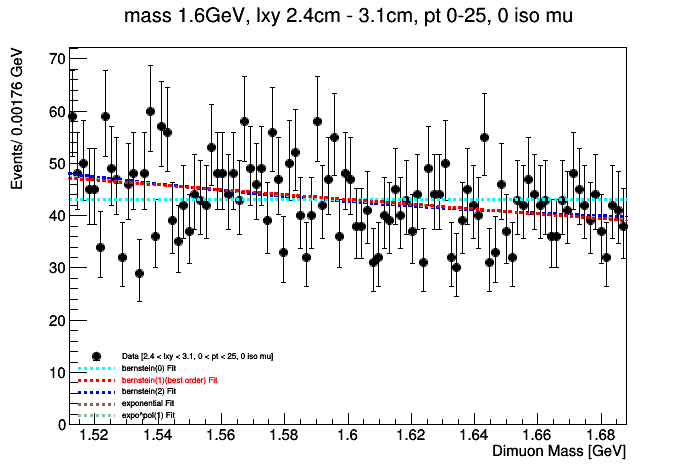 mass 1.6GeV, lxy 2.4cm - 3.1cm, pt 0-25, 0 iso mu
Events/ 0.00176 GeV
70
60
50
40
30
20
10
0
Data [2.4 < lxy < 3.1, 0 < pt < 25, 0 iso mu]
bernstein(0) Fit
bernstein(1)(best order) Fit
bernstein(2) Fit
exponential Fit
expo*pol(1) Fit
1.52 1.54 1.56 1.58 1.6 1.62 1.64 1.66 1.68
Dimuon Mass [GeV]